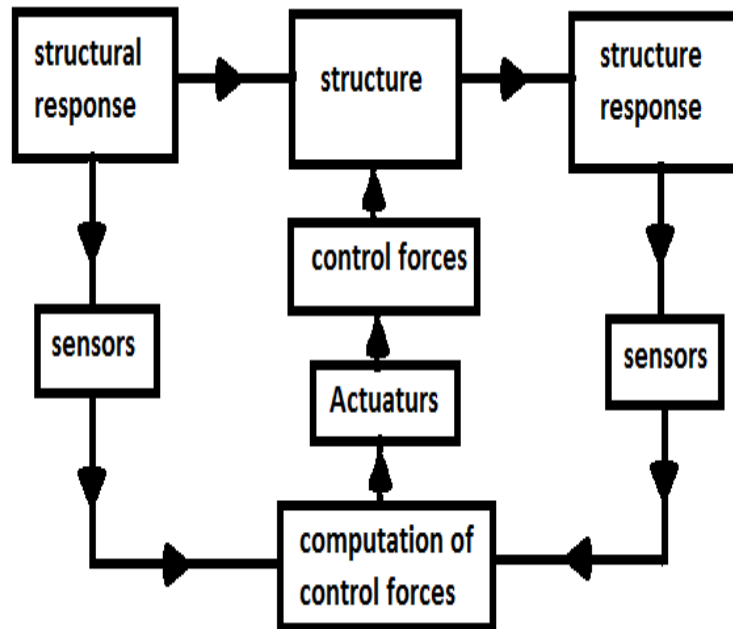 structural
response
structure
structure
response
control forces
sensors
sensors
Actuaturs
computation of
control forces